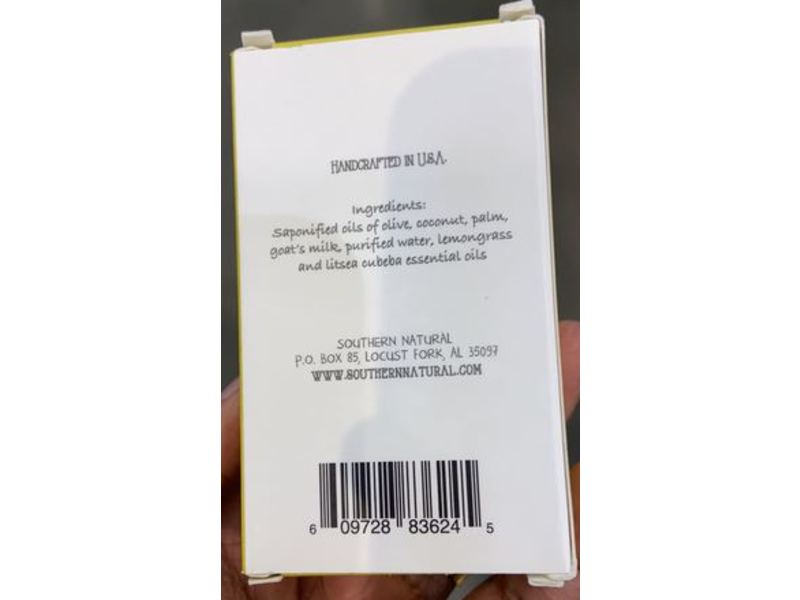 HANDCRAFTED IN U.S.A.
Ingredients:
Saponified oils of olive, coconut, palm,
goat's milk, purified water, lemongrass
and litsea cubeba essential oils
SOUTHERN NATURAL
P.O. BOX 85, LOCUST FORK, AL 35097
WWW.SOUTHERNNATURAL.COM
6 09728 83624 5